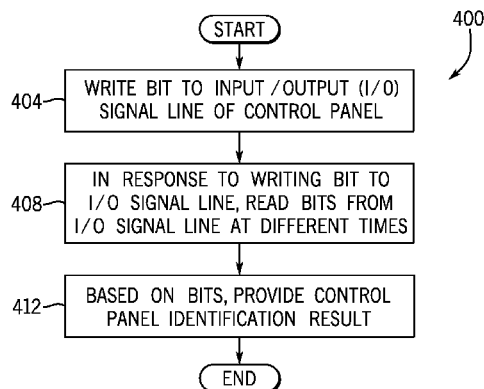 START
400
404
WRITE BIT TO INPUT/OUTPUT (I/O)
SIGNAL LINE OF CONTROL PANEL
408
IN RESPONSE TO WRITING BIT TO
I/O SIGNAL LINE, READ BITS FROM
I/O SIGNAL LINE AT DIFFERENT TIMES
412
BASED ON BITS, PROVIDE CONTROL
PANEL IDENTIFICATION RESULT
END